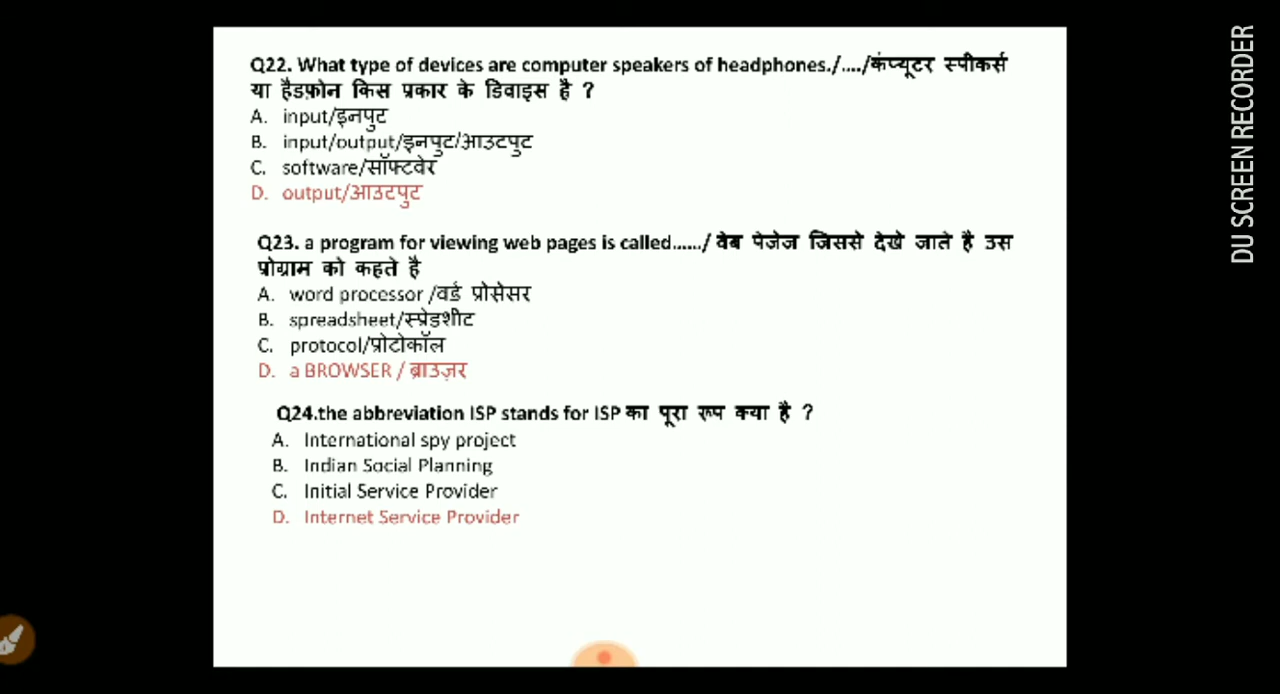 Q22. What type of devices are computer speakers of headphones./..../कंप्यूटर स्पीकर्स
या हैडफ़ोन किस प्रकार के डिवाइस है ?
A. input/इनपुट
B. input/output/इनपुट/आउटपुट
C. software/सॉफ्टवेर
D. output/आउटपुट
Q23. a program for viewing web pages is called....../ वेब पेजेज जिससे देखे जाते है उस
प्रोग्राम को कहते है
A. word processor /वर्ड प्रोसेसर
B. spreadsheet/स्प्रेडशीट
C. protocol/प्रोटोकॉल
D. a BROWSER / ब्राउज़र
Q24.the abbreviation ISP stands for ISP का पूरा रूप क्या है ?
A. International spy project
B. Indian Social Planning
C. Initial Service Provider
D. Internet Service Provider
DU SCREEN RECORDER